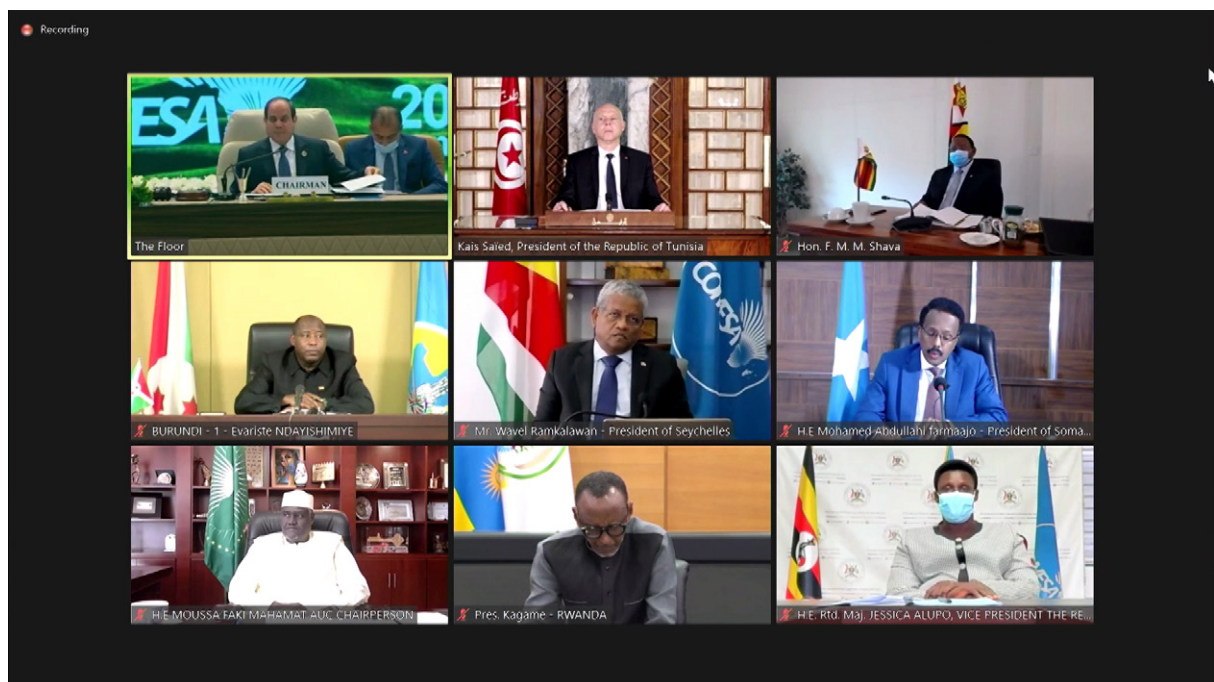 Recording
ESA
20
CHAIRMAN
The Floor
Kais Saïed, President of the Republic of Tunisia
Hon. F. M. M. Shava
BURUNDI - 1 - Evariste NDAYISHIMIYE
COMESA
Mr. Wavel Ramkalawan - President of Seychelles
H.E Mohamed Abdullahi farmaajo - President of Soma...
H.E MOUSSA FAKI MAHAMAT AUC CHAIRPERSON
Pres. Kagame - RWANDA
H.E. Rtd. Maj. JESSICA ALUPO, VICE PRESIDENT THE RE...